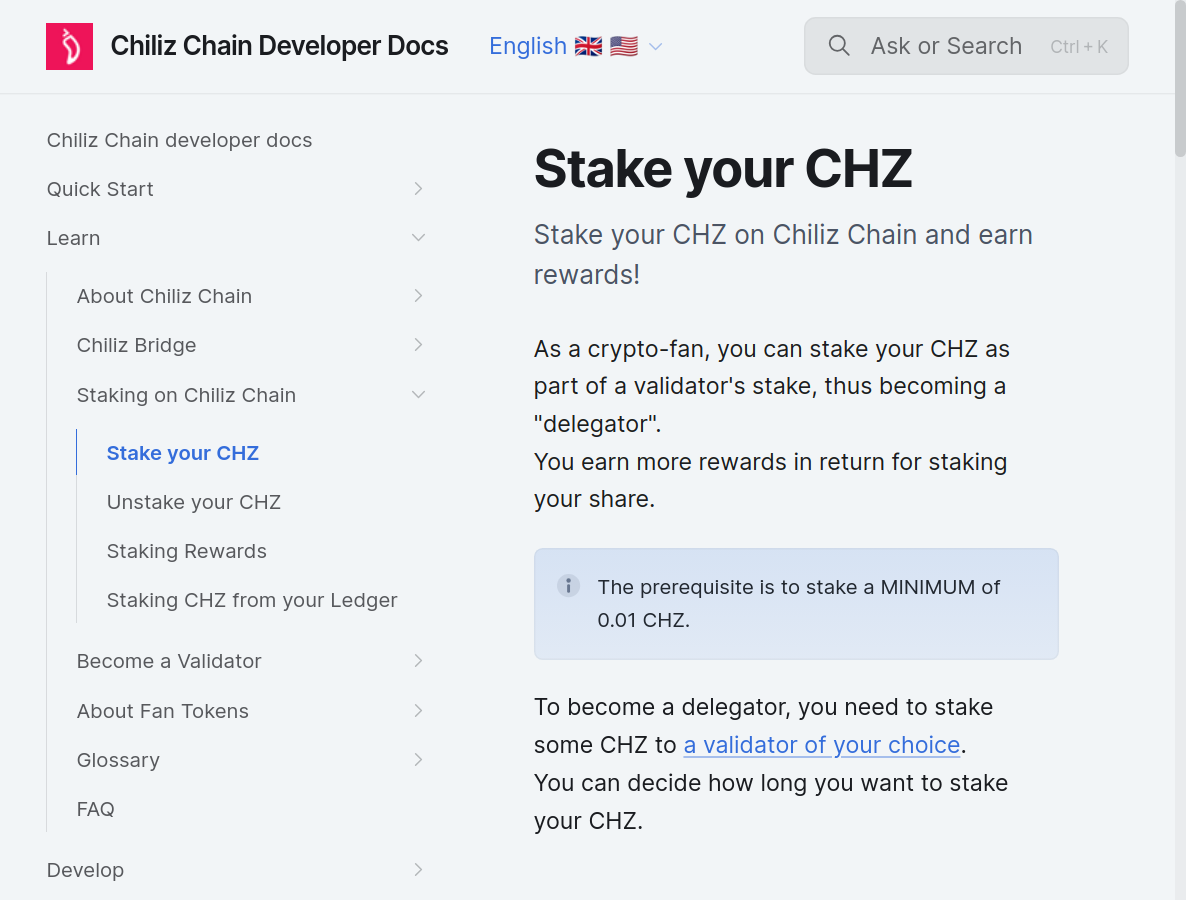 Chiliz Chain Developer Docs
English 🇬🇧 🇺🇸
Ask or Search Ctrl + K
Chiliz Chain developer docs
Quick Start
Learn
About Chiliz Chain
Chiliz Bridge
Staking on Chiliz Chain
Stake your CHZ
Unstake your CHZ
Staking Rewards
Staking CHZ from your Ledger
Become a Validator
About Fan Tokens
Glossary
FAQ
Develop
Stake your CHZ
Stake your CHZ on Chiliz Chain and earn
rewards!
As a crypto-fan, you can stake your CHZ as
part of a validator's stake, thus becoming a
"delegator".
You earn more rewards in return for staking
your share.
The prerequisite is to stake a MINIMUM of
0.01 CHZ.
To become a delegator, you need to stake
some CHZ to a validator of your choice.
You can decide how long you want to stake
your CHZ.